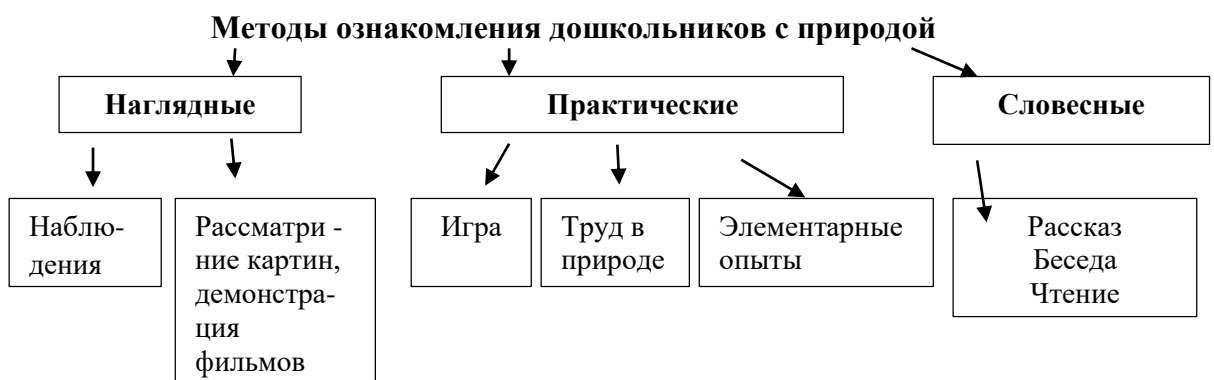 Методы ознакомления дошкольников с природой
Наглядные
Практические
Словесные
Наблю-
дения
Рассматри -
ние картин,
демонстра-
ция
фильмов
Игра
Труд в
природе
Элементарные
опыты
Рассказ
Беседа
Чтение